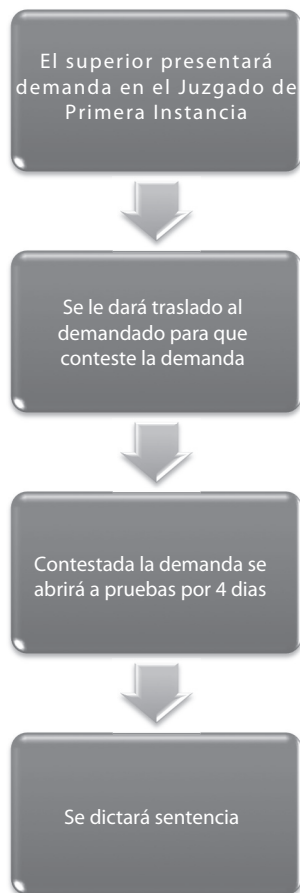 El superior presentará
demanda en el Juzgado de
Primera Instancia
Se le dará traslado al
demandado para que
conteste la demanda
Contestada la demanda se
abrirá a pruebas por 4 dias
Se dictará sentencia